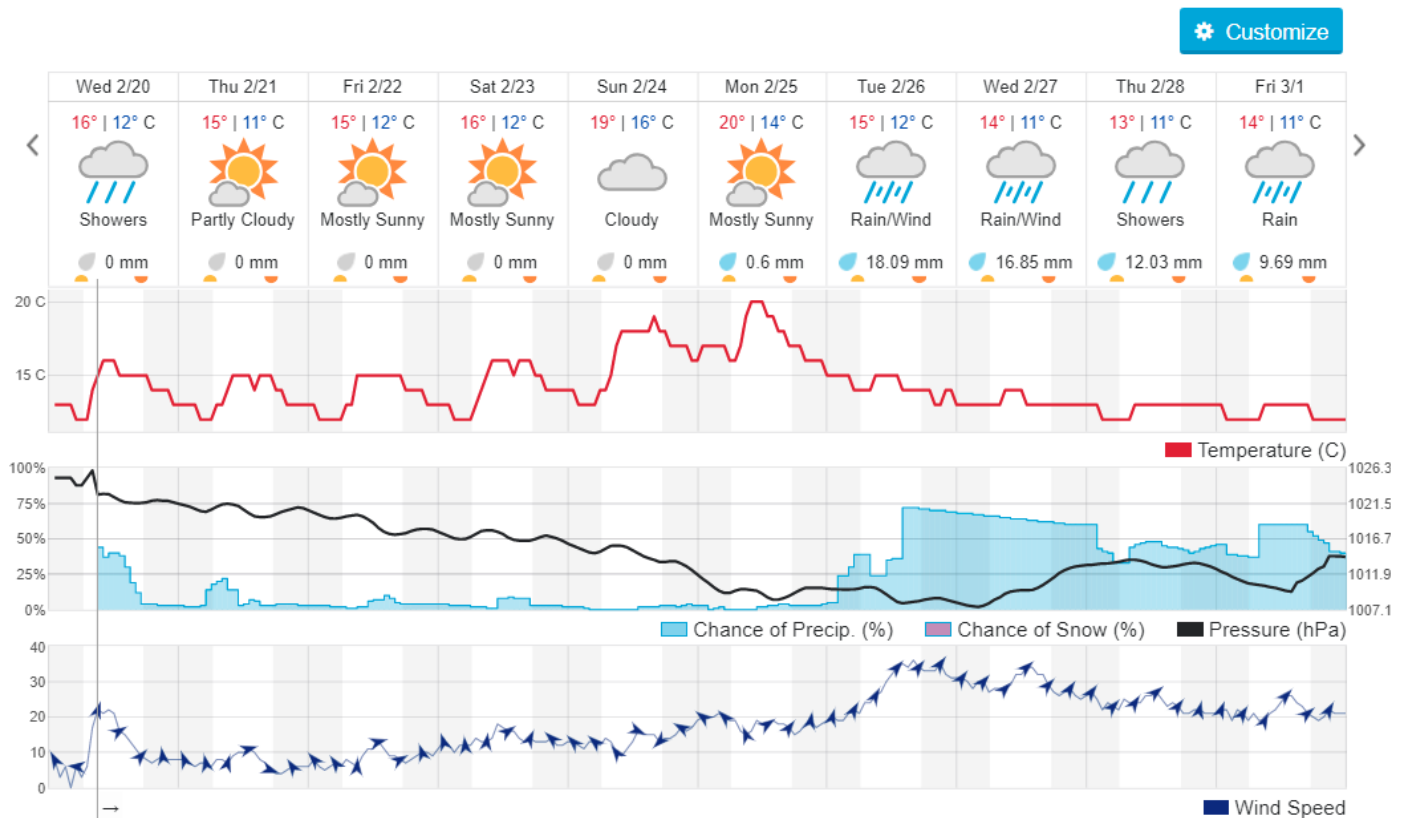 Customize
Wed 2/20 Thu 2/21 Fri 2/22 Sat 2/23 Sun 2/24 Mon 2/25 Tue 2/26 Wed 2/27 Thu 2/28 Fri 3/1
16° | 12° C 15° | 11° C 15° | 12° C 16° | 12° C 19° | 16° C 20° | 14° C 15° | 12° C 14° | 11° C 13° | 11° C 14° | 11° C
Showers Partly Cloudy Mostly Sunny Mostly Sunny Cloudy Mostly Sunny Rain/Wind Rain/Wind Showers Rain
0 mm 0 mm 0 mm 0 mm 0 mm 0.6 mm 18.09 mm 16.85 mm 12.03 mm 9.69 mm
20 C
15 C
Temperature (C)
100% 1026.3
75% 1021.5
50% 1016.7
25% 1011.9
0% 1007.1
Chance of Precip. (%) Chance of Snow (%) Pressure (hPa)
40
30
20
10
0
→
Wind Speed